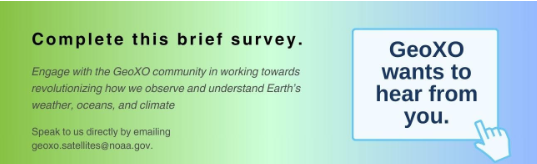 Complete this brief survey.
Engage with the GeoXO community in working towards
revolutionizing how we observe and understand Earth's
weather, oceans, and climate
Speak to us directly by emailing
geoxo.satellites@noaa.gov.
GeoXO
wants to
hear from
you.